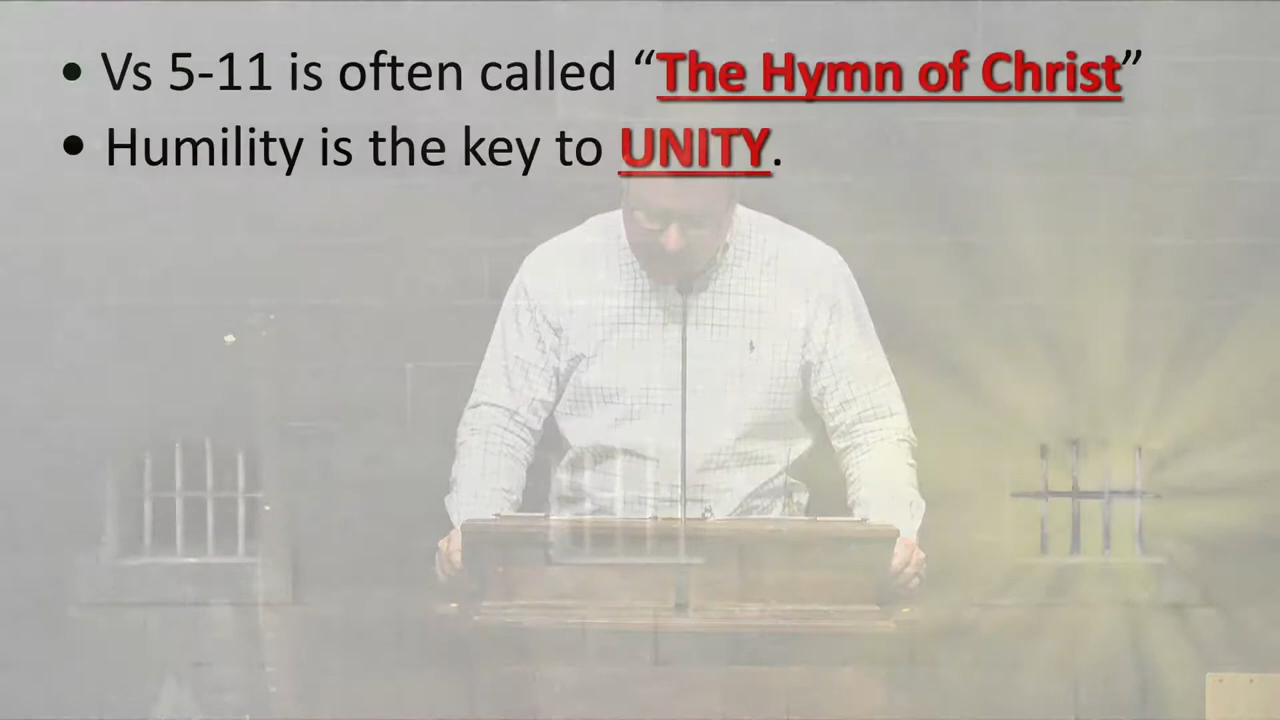 • Vs 5-11 is often called “The Hymn of Christ”
• Humility is the key to UNITY.